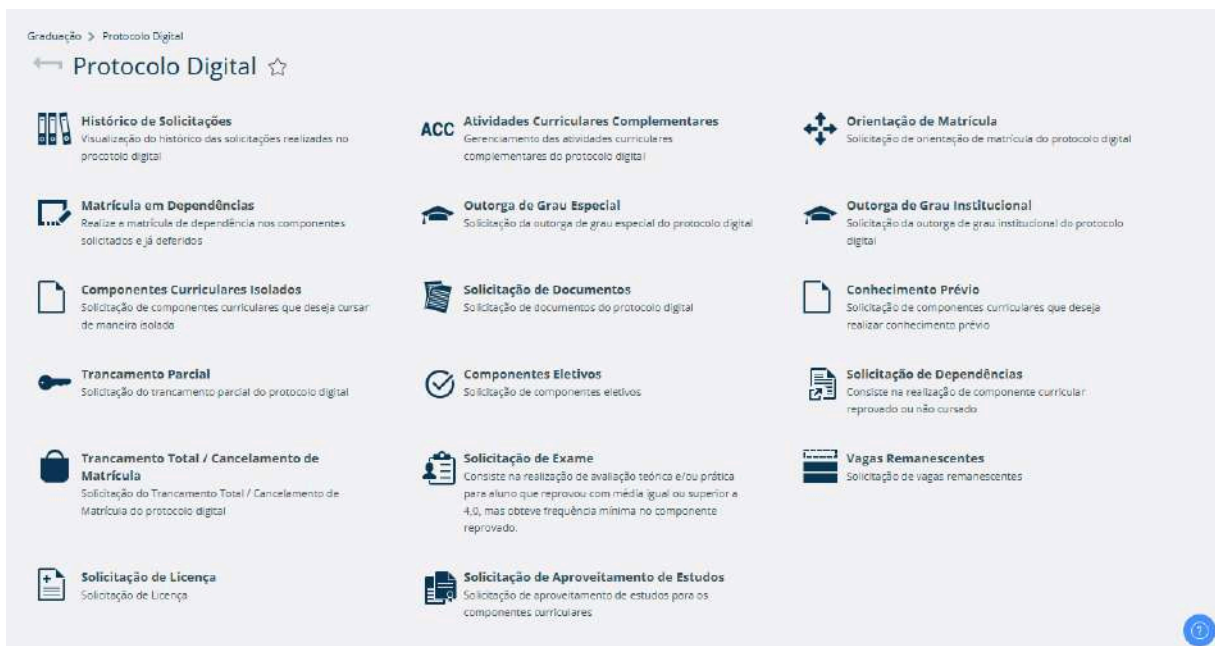 Graduação > Protocolo Digital
Protocolo Digital
Histórico de Solicitações
Visualização do histórico das solicitações realizadas no
procotolo digital
ACC
Atividades Curriculares Complementares
Gerenciamento das atividades curriculares
complementares do protocolo digital
Orientação de Matrícula
Solicitação de orientação de matrícula do protocolo digital
Matrícula em Dependências
Realize a matrícula de dependência nos componentes
solicitados e já deferidos
Outorga de Grau Especial
Solicitação da outorga de grau especial do protocolo digital
Outorga de Grau Institucional
Solicitação da outorga de grau institucional do protocolo
digital
Componentes Curriculares Isolados
Solicitação de componentes curriculares que deseja cursar
de maneira isolada
Solicitação de Documentos
Solicitação de documentos do protocolo digital
Conhecimento Prévio
Solicitação de componentes curriculares que deseja
realizar conhecimento prévio
Trancamento Parcial
Solicitação do trancamento parcial do protocolo digital
Componentes Eletivos
Solicitação de componentes eletivos
Solicitação de Dependências
Consiste na realização de componente curricular
reprovado ou não cursado
Trancamento Total / Cancelamento de
Matrícula
Solicitação do Trancamento Total / Cancelamento de
Matrícula do protocolo digital
Solicitação de Exame
Consiste na realização de avaliação teórica e/ou prática
para aluno que reprovou com média igual ou superior a
4,0, mas obteve frequência mínima no componente
reprovado.
Vagas Remanescentes
Solicitação de vagas remanescentes
Solicitação de Licença
Solicitação de Licença
Solicitação de Aproveitamento de Estudos
Solicitação de aproveitamento de estudos para os
componentes curriculares
?